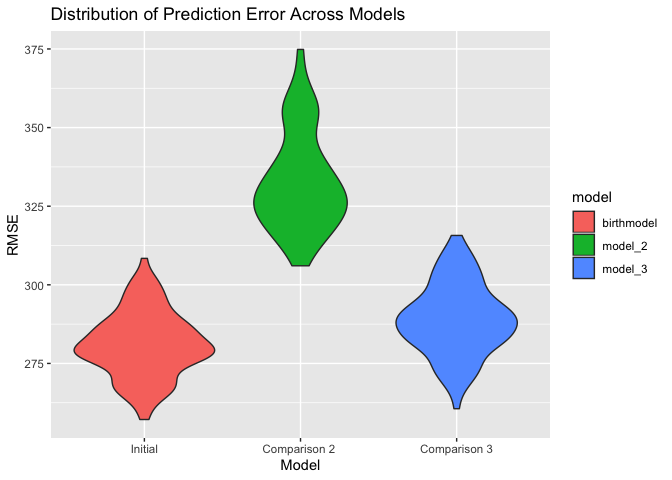 Distribution of Prediction Error Across Models
RMSE
375
350
325
300
275
Initial
Comparison 2
Comparison 3
Model
model
birthmodel
model_2
model_3